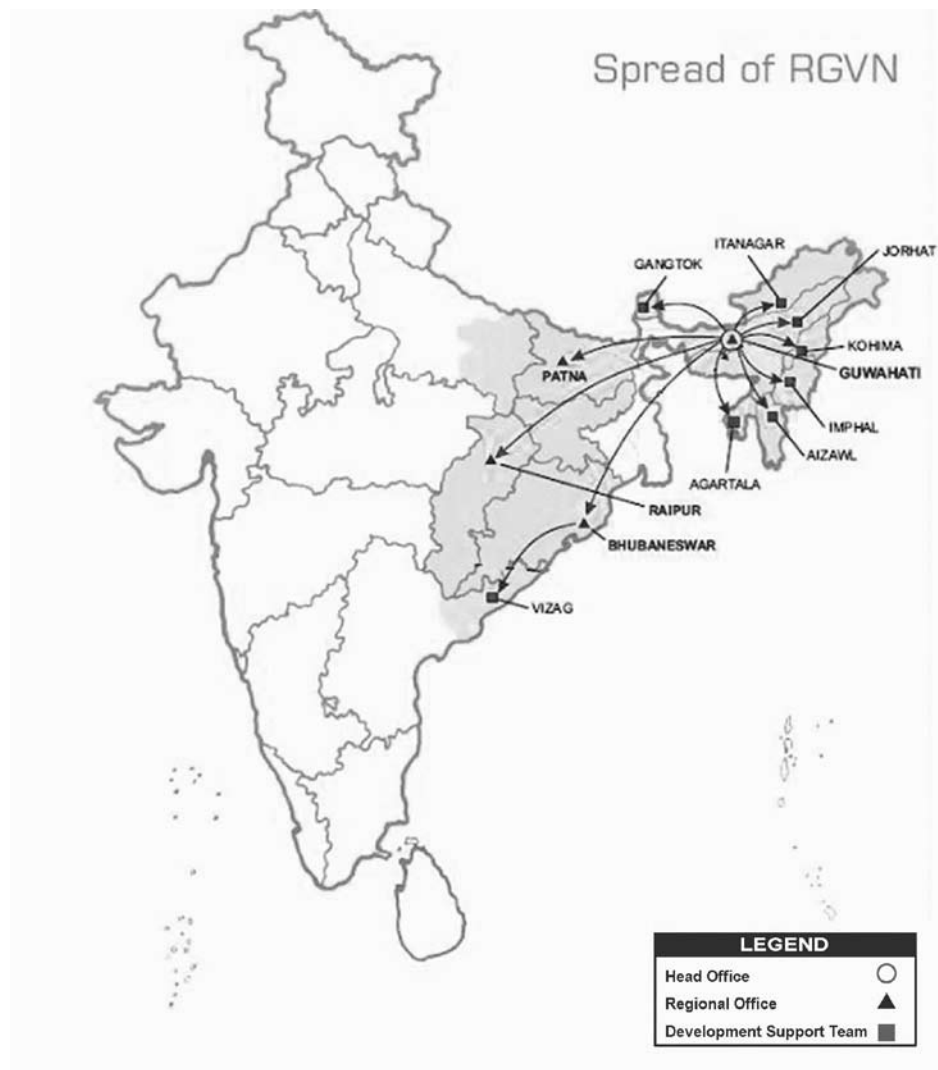 Spread of RGVN
ITANAGAR
JORHAT
GANGTOK
KOHIMA
GUWAHATI
PATNA
IMPHAL
AIZAWL
AGARTALA
RAIPUR
BHUBANESWAR
VIZAG
LEGEND
Head Office
Regional Office
Development Support Team